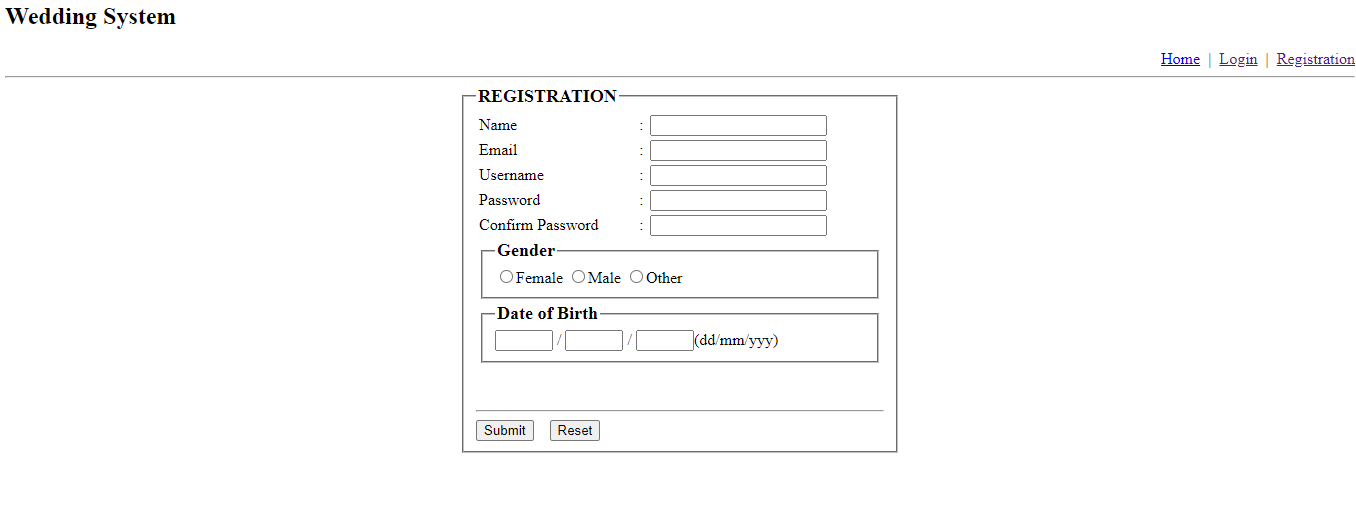 Wedding System
Home | Login | Registration
REGISTRATION
Name :
Email :
Username :
Password :
Confirm Password :
Gender
Female Male Other
Date of Birth
/ / (dd/mm/yyy)
Submit Reset